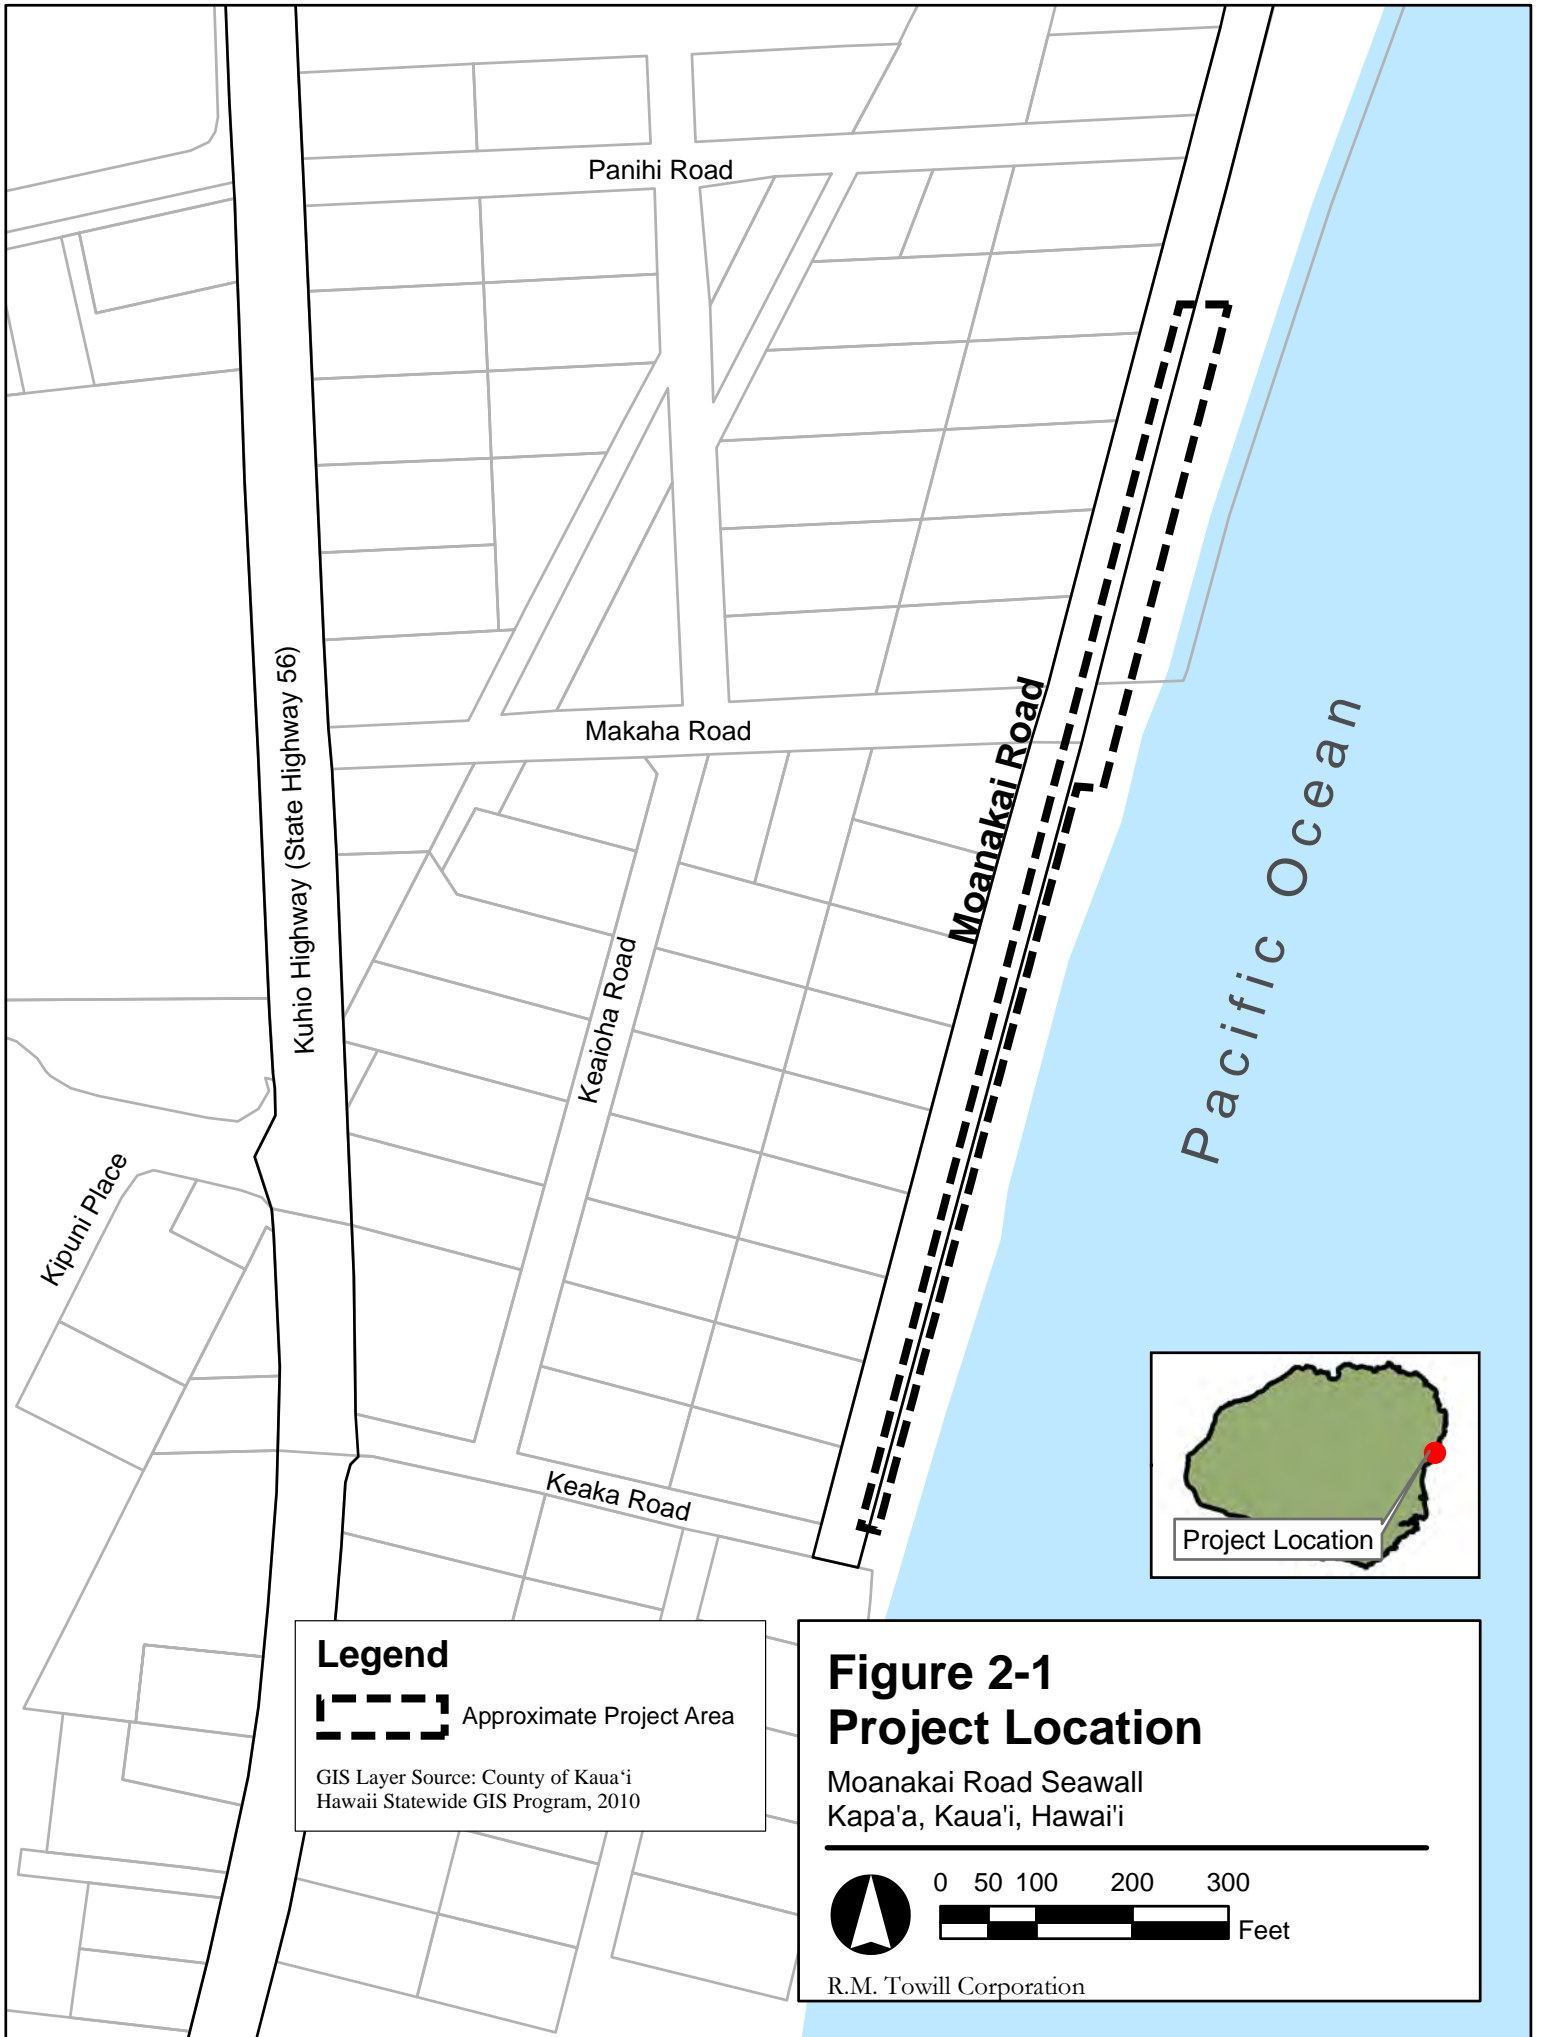 Panihi Road
Makaha Road
Kuhio Highway (State Highway 56)
Moanakai Road
Pacific Ocean
Keaioha Road
Kipuni Place
Keaka Road
Project Location
Legend
Approximate Project Area
GIS Layer Source: County of Kauaʻi
Hawaii Statewide GIS Program, 2010
Figure 2-1
Project Location
Moanakai Road Seawall
Kapa'a, Kaua'i, Hawai'i
0 50 100 200 300
Feet
R.M. Towill Corporation